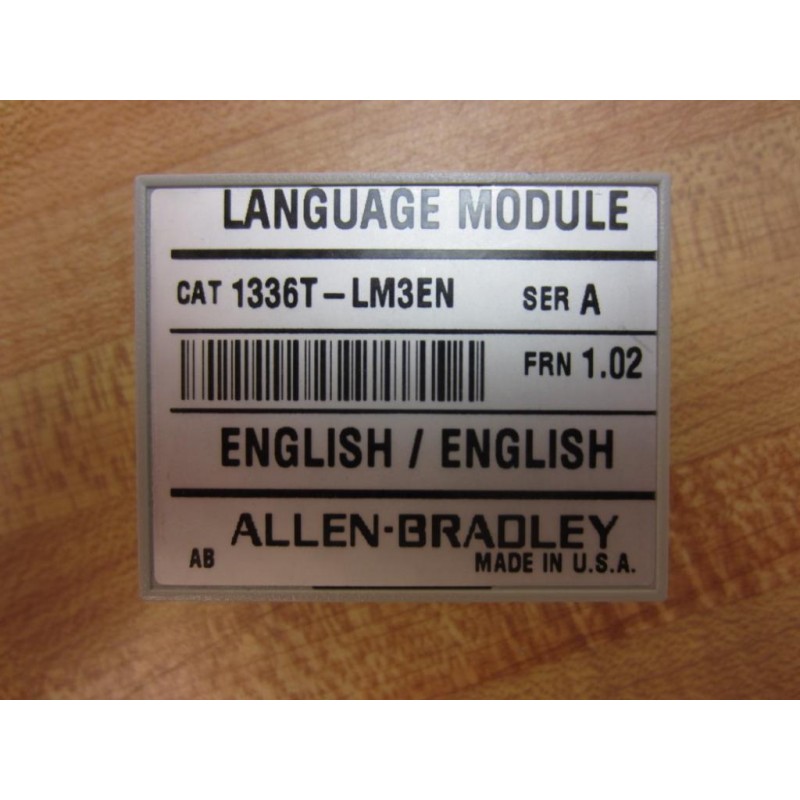 LANGUAGE MODULE
CAT 1336T-LM3EN SER A
FRN 1.02
ENGLISH / ENGLISH
ALLEN-BRADLEY
AB MADE IN U.S.A.